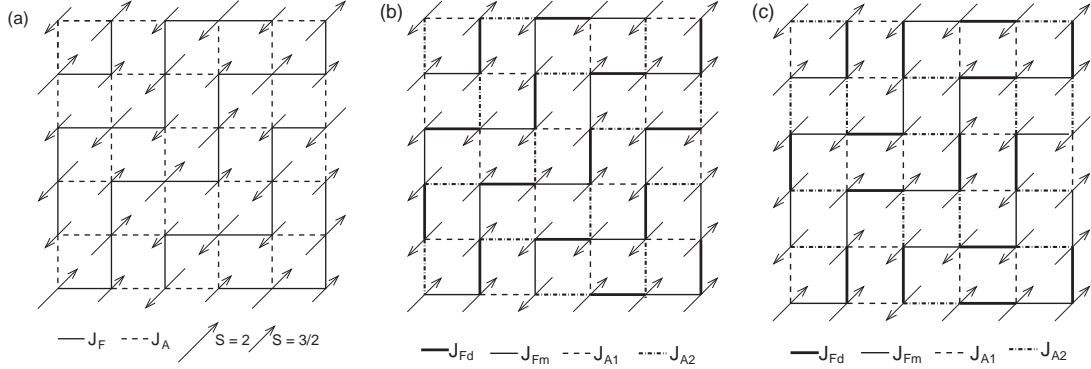 (a)
(b)
(c)
J_F J_A S = 2 S = 3/2
J_Fd J_Fm J_A1 J_A2
J_Fd J_Fm J_A1 J_A2